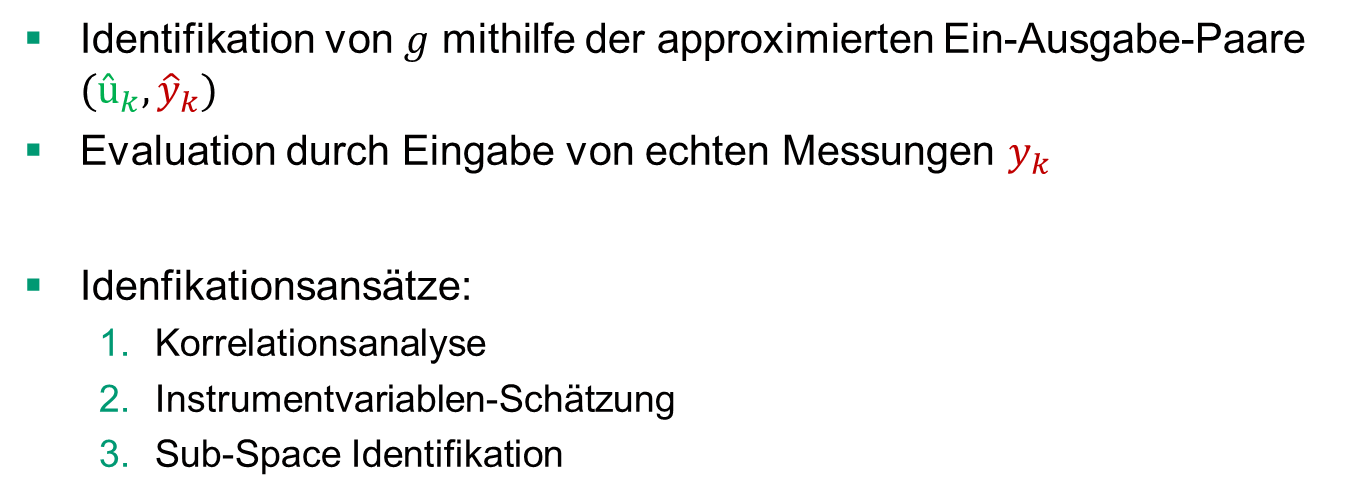 ▪ Identifikation von g mithilfe der approximierten Ein-Ausgabe-Paare
(û_k, ŷ_k)
▪ Evaluation durch Eingabe von echten Messungen y_k
▪ Idenfikationsansätze:
1. Korrelationsanalyse
2. Instrumentvariablen-Schätzung
3. Sub-Space Identifikation